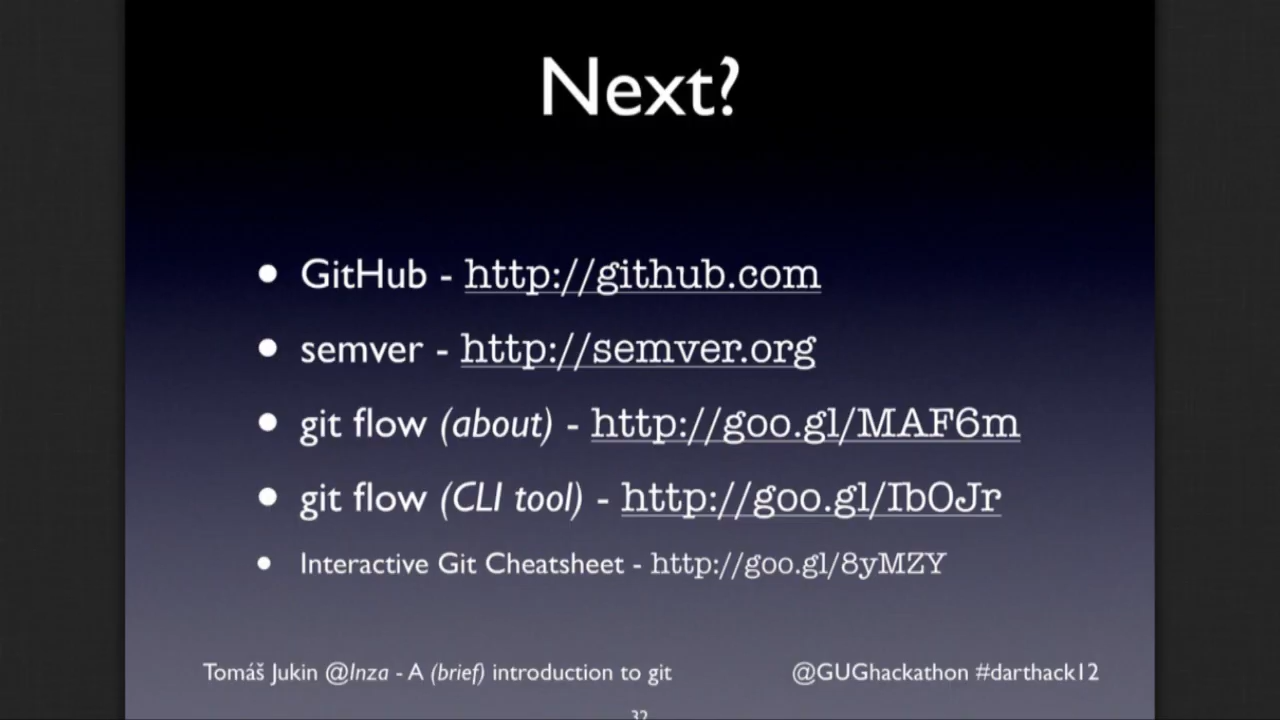 Next?
GitHub - http://github.com
semver - http://semver.org
git flow (about) - http://goo.gl/MAF6m
git flow (CLI tool) - http://goo.gl/IbOJr
Interactive Git Cheatsheet - http://goo.gl/8yMZY
Tomáš Jukin @Inza - A (brief) introduction to git @GUGhackathon #darthack12
32